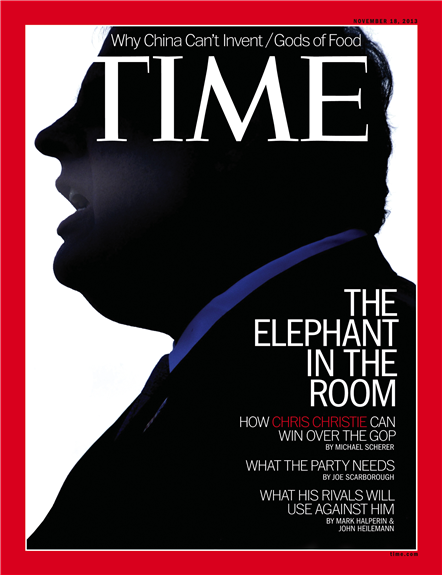 NOVEMBER 18, 2013
Why China Can't Invent / Gods of Food
TIME
THE
ELEPHANT
IN THE
ROOM
HOW CHRIS CHRISTIE CAN
WIN OVER THE GOP
BY MICHAEL SCHERER
WHAT THE PARTY NEEDS
BY JOE SCARBOROUGH
WHAT HIS RIVALS WILL
USE AGAINST HIM
BY MARK HALPERIN &
JOHN HEILEMANN
time.com